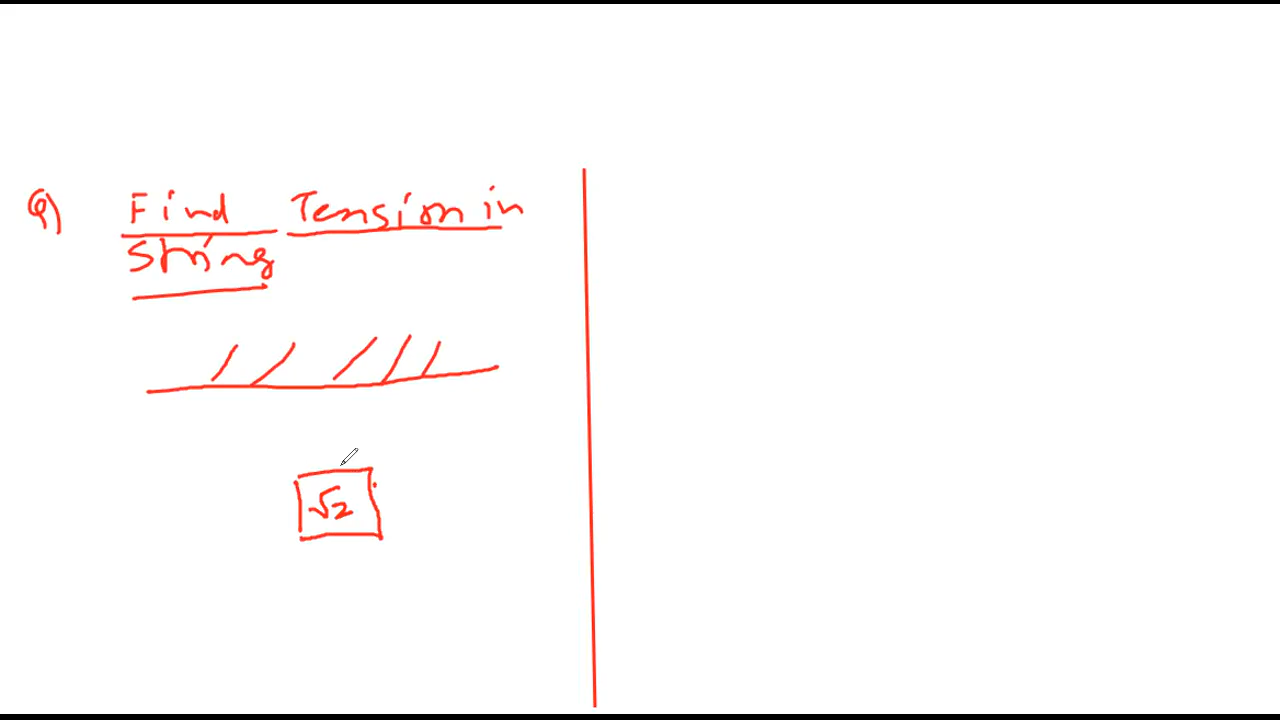 Q) Find Tension in
String
√2